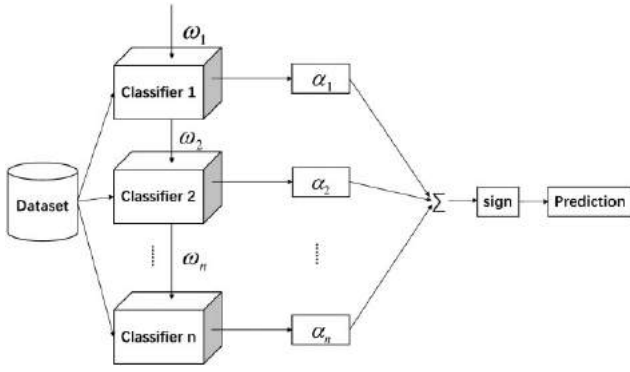 ω₁
Classifier 1
α₁
ω₂
Dataset
Classifier 2
α₂
Σ
sign
Prediction
ωₙ
Classifier n
αₙ